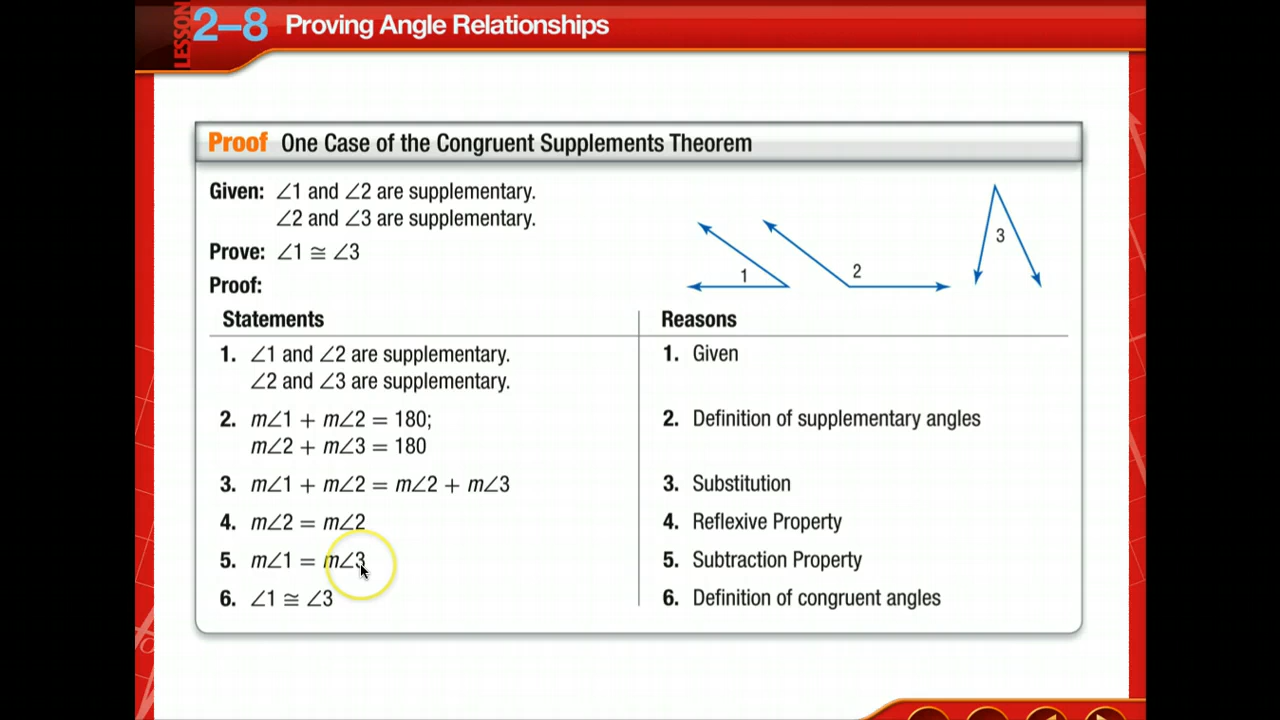 LESSON
2–8 Proving Angle Relationships
Proof One Case of the Congruent Supplements Theorem
Given: ∠1 and ∠2 are supplementary.
∠2 and ∠3 are supplementary.
Prove: ∠1 ≅ ∠3
Proof:
1
2
3
Statements Reasons
1. ∠1 and ∠2 are supplementary. 1. Given
∠2 and ∠3 are supplementary.
2. m∠1 + m∠2 = 180; 2. Definition of supplementary angles
m∠2 + m∠3 = 180
3. m∠1 + m∠2 = m∠2 + m∠3 3. Substitution
4. m∠2 = m∠2 4. Reflexive Property
5. m∠1 = m∠3 5. Subtraction Property
6. ∠1 ≅ ∠3 6. Definition of congruent angles